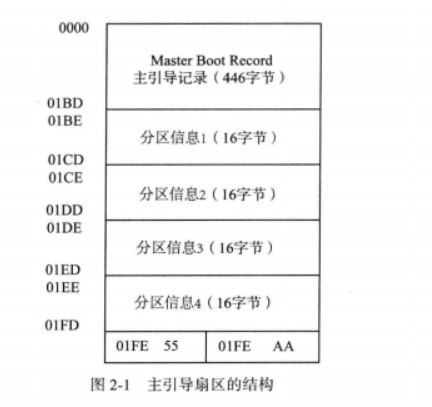 0000
Master Boot Record
主引导记录（446字节）
01BD
01BE
分区信息1（16字节）
01CD
01CE
分区信息2（16字节）
01DD
01DE
分区信息3（16字节）
01ED
01EE
分区信息4（16字节）
01FD
01FE 55 01FE AA
图 2-1 主引导扇区的结构